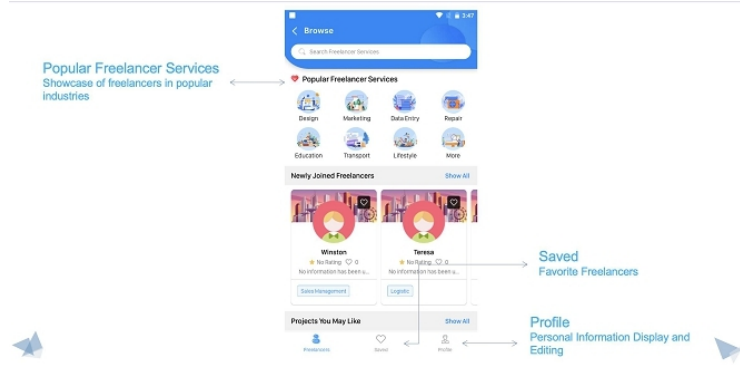 3:47
Browse
Search Freelancer Services
Popular Freelancer Services
Showcase of freelancers in popular
industries
Popular Freelancer Services
Design Marketing Data Entry Repair
Education Transport Lifestyle More
Newly Joined Freelancers Show All
Winston Teresa
No Rating 0 No Rating 0
No information has been u... No information has been u...
Sales Management Logistic
Saved
Favorite Freelancers
Projects You May Like Show All
Freelancers Saved Profile
Profile
Personal Information Display and
Editing